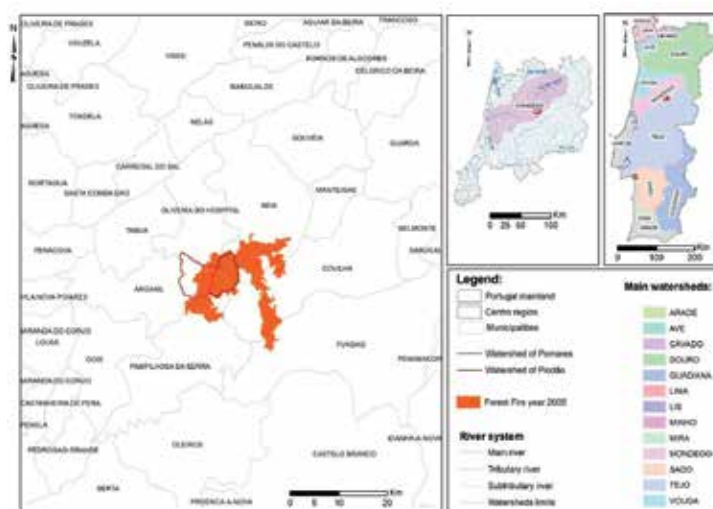 OLIVEIRA DE FRADES
AGUIAR DA BEIRA
TRANCOSO
N
VOUZELA
VISEU
PENALVA DO CASTELO
FORNOS DE ALGODRES
CELORICO DA BEIRA
AGUEDA
OLIVEIRA DE FRADES
MANGUALDE
TONDELA
NELAS
GOUVEIA
GUARDA
CARREGAL DO SAL
MORTAGUA
SANTA COMBA DAO
MANTEIGAS
OLIVEIRA DO HOSPITAL
SEIA
BELMONTE
TABUA
PENACOVA
COVILHA
ARGANIL
VILA NOVA POIARES
MIRANDA DO CORVO
LOUSA
GOIS
FUNDAO
PAMPILHOSA DA SERRA
MIRANDA DO CORVO
CASTANHEIRA DE PERA
PENELA
OLEIROS
PEDROGAO GRANDE
CASTELO BRANCO
SERTA
PROENCA-A-NOVA
Km
0 10 20
N
Km
0 25 50 100
N
DOURO
TEJO
Km
0 100 200
Legend:
Portugal mainland
Centro region
Municipalities
Watershed of Pomares
Watershed of Piodão
Forest Fire year 2005
River system
Main river
Tributary river
Subtributary river
Watersheds limits
Main watersheds:
ARADE
AVE
CAVADO
DOURO
GUADIANA
LIMA
LIS
MINHO
MIRA
MONDEGO
SADO
TEJO
VOUGA